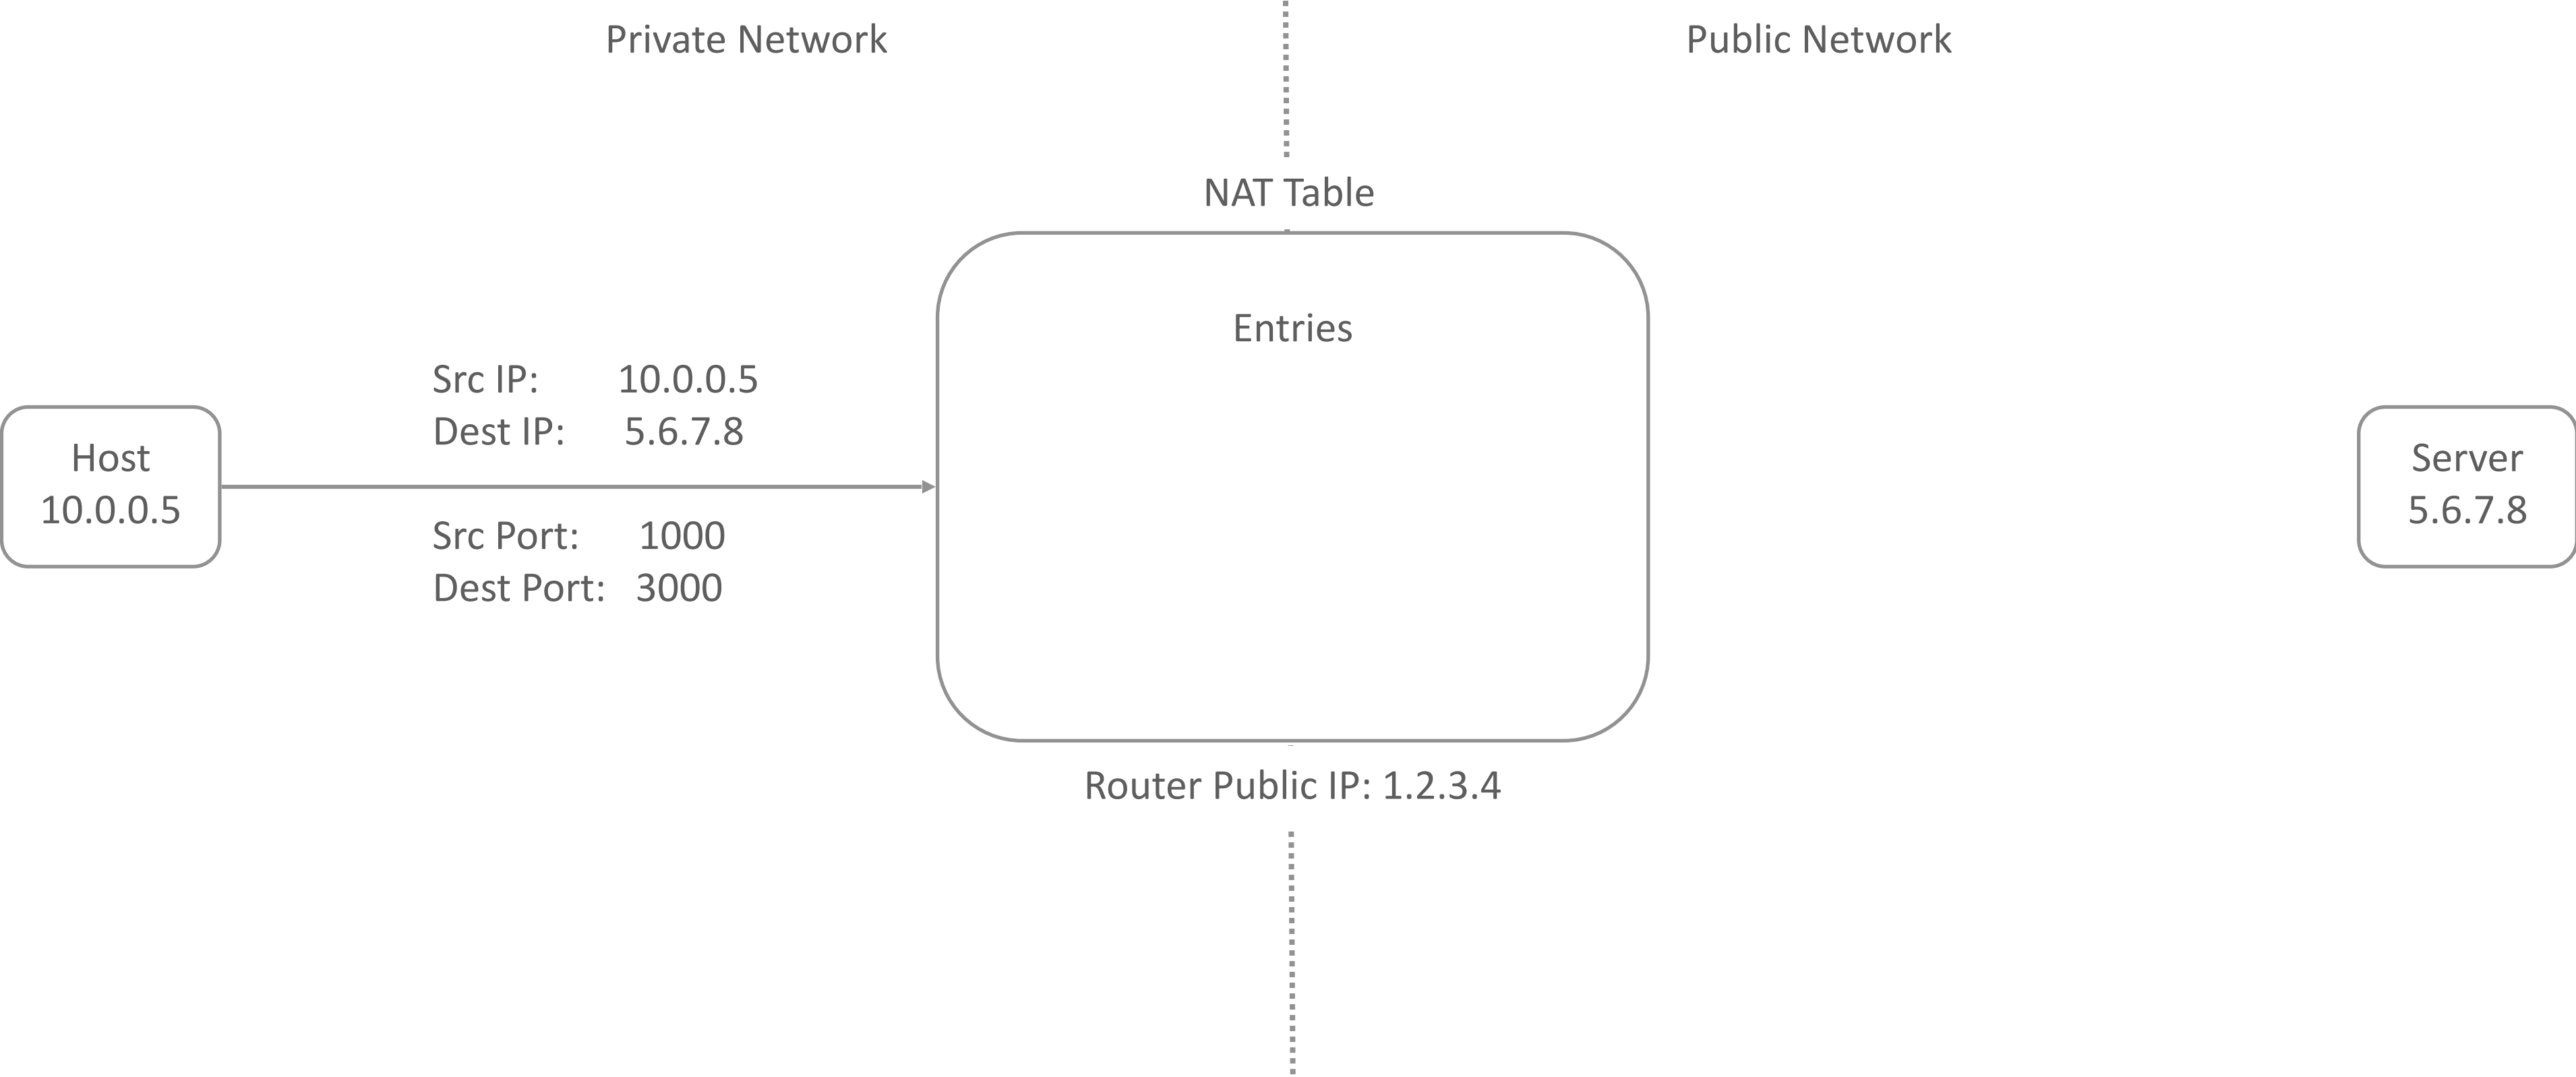 Private Network
Public Network
NAT Table
Entries
Src IP: 10.0.0.5
Dest IP: 5.6.7.8
Host
10.0.0.5
Src Port: 1000
Dest Port: 3000
Server
5.6.7.8
Router Public IP: 1.2.3.4